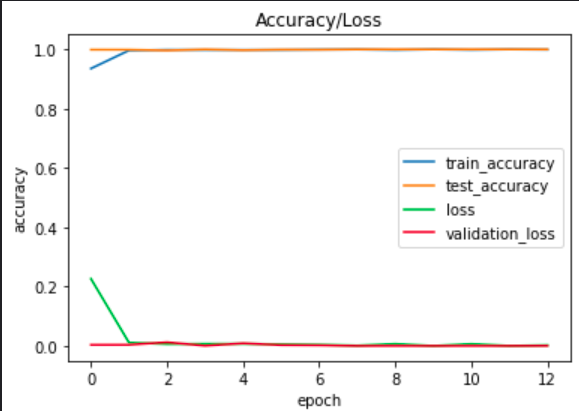 Accuracy/Loss
1.0
0.8
0.6
0.4
0.2
0.0
accuracy
train_accuracy
test_accuracy
loss
validation_loss
0 2 4 6 8 10 12
epoch